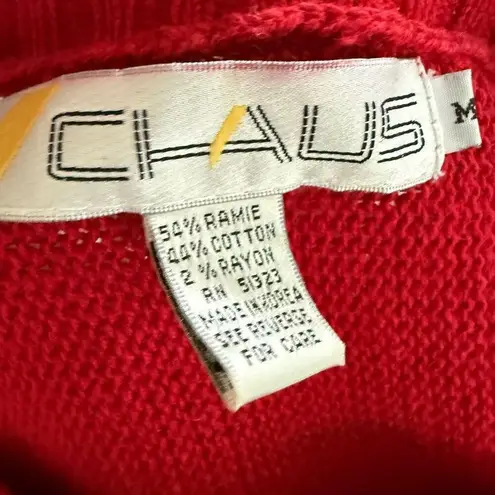 CHAUS
M
54% RAMIE
44% COTTON
2% RAYON
RN 51323
MADE IN KOREA
SEE REVERSE
FOR CARE